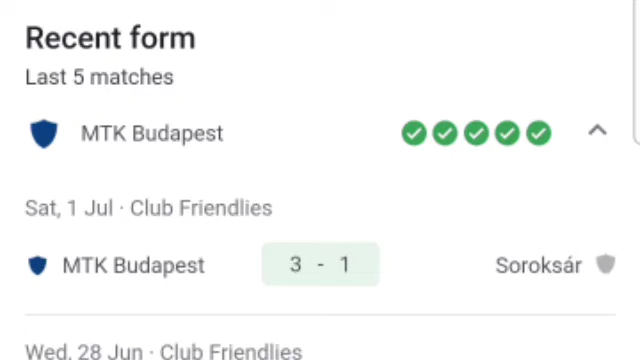 Recent form
Last 5 matches
MTK Budapest
Sat, 1 Jul · Club Friendlies
MTK Budapest 3 - 1 Soroksár
Wed, 28 Jun · Club Friendlies